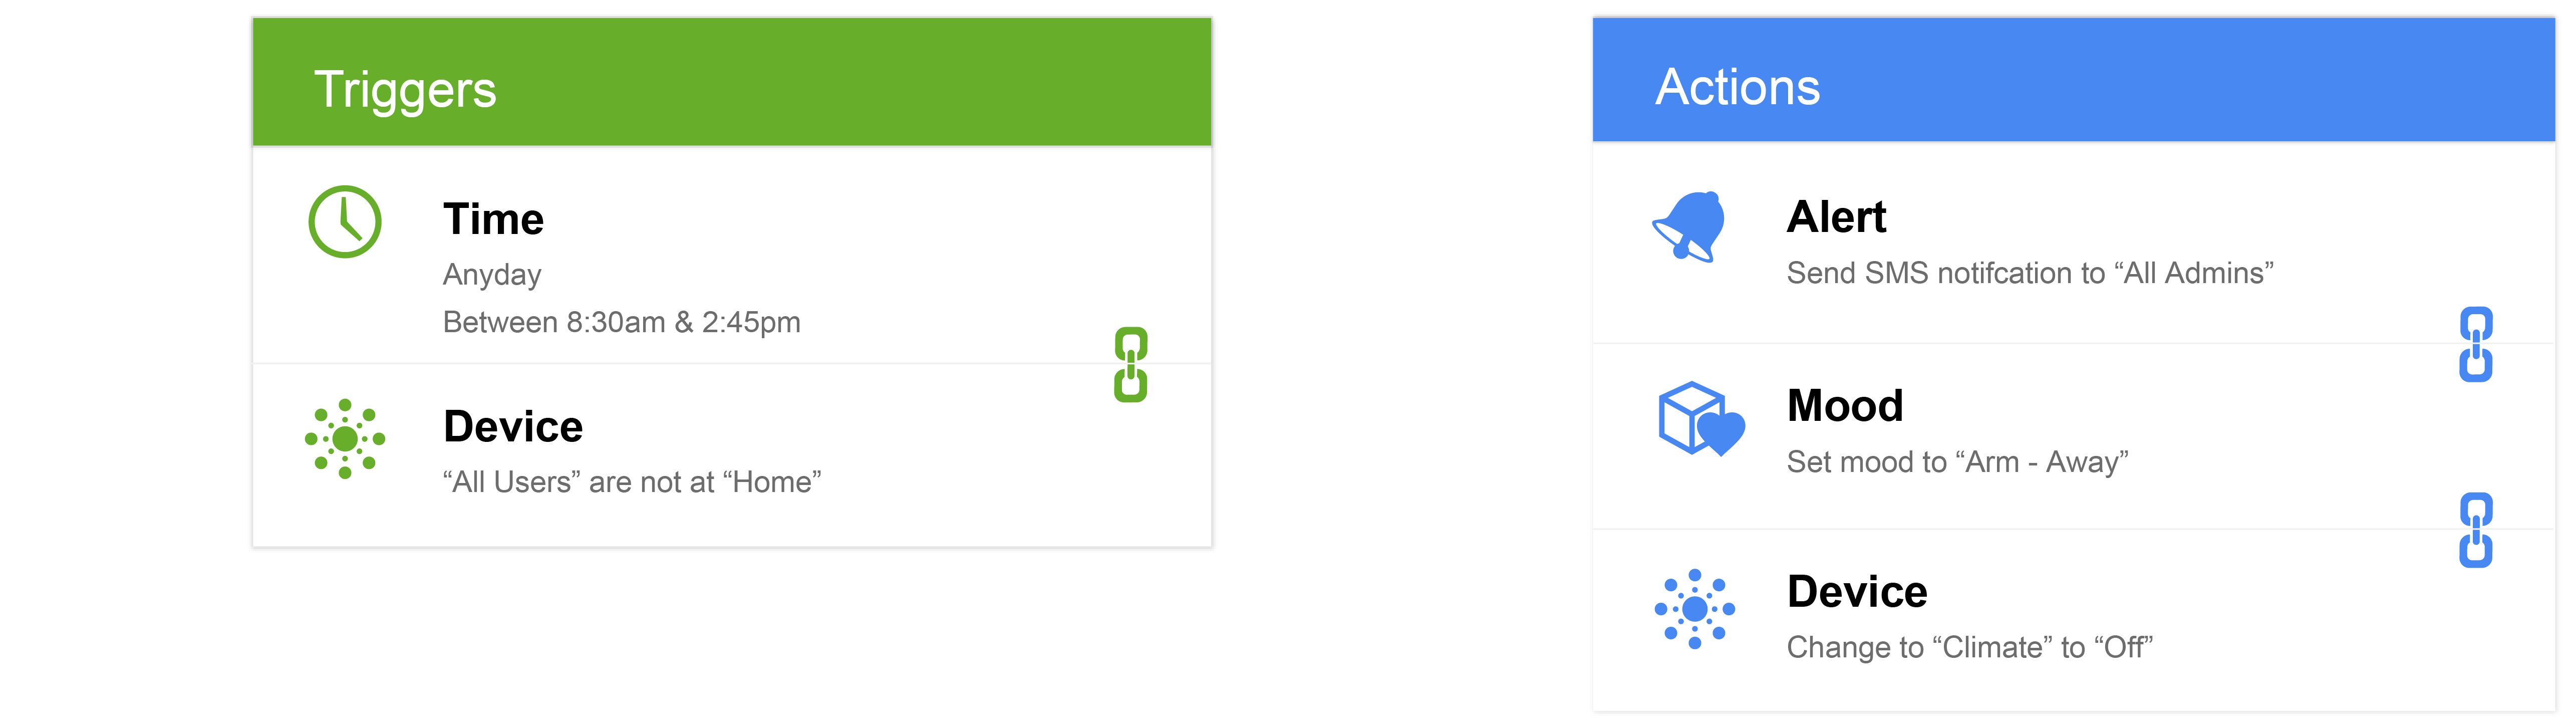 Triggers
Time
Anyday
Between 8:30am & 2:45pm
Device
“All Users” are not at “Home”
Actions
Alert
Send SMS notifcation to “All Admins”
Mood
Set mood to “Arm - Away”
Device
Change to “Climate” to “Off”